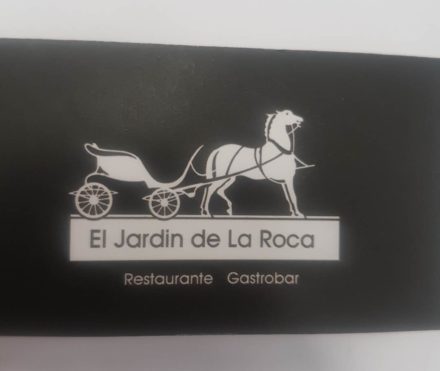 El Jardin de La Roca
Restaurante Gastrobar